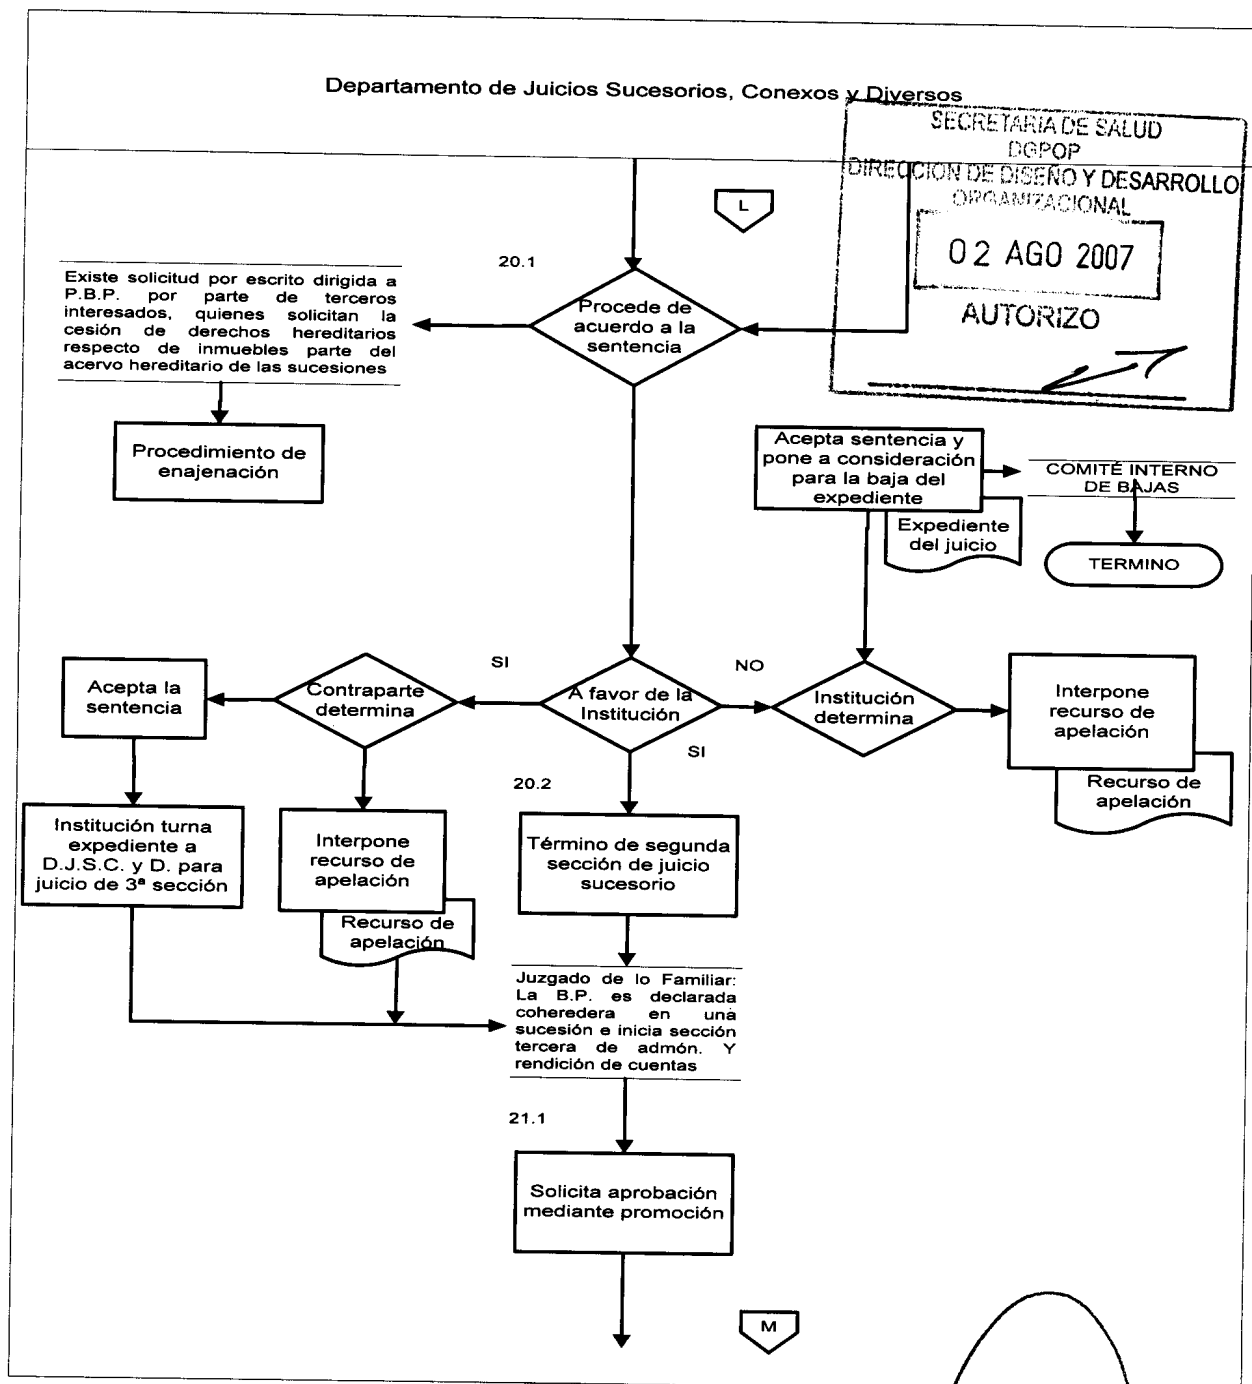 Departamento de Juicios Sucesorios, Conexos y Diversos
SECRETARIA DE SALUD
DGPOP
DIRECCION DE DISEÑO Y DESARROLLO
ORGANIZACIONAL
02 AGO 2007
AUTORIZO
L
20.1
Existe solicitud por escrito dirigida a
P.B.P. por parte de terceros
interesados, quienes solicitan la
cesión de derechos hereditarios
respecto de inmuebles parte del
acervo hereditario de las sucesiones
Procede de
acuerdo a la
sentencia
Procedimiento de
enajenación
Acepta sentencia y
pone a consideración
para la baja del
expediente
COMITÉ INTERNO
DE BAJAS
Expediente
del juicio
TERMINO
SI
NO
Acepta la
sentencia
Contraparte
determina
A favor de la
Institución
Institución
determina
Interpone
recurso de
apelación
SI
Recurso de
apelación
20.2
Institución turna
expediente a
D.J.S.C. y D. para
juicio de 3ª sección
Interpone
recurso de
apelación
Recurso de
apelación
Término de segunda
sección de juicio
sucesorio
Juzgado de lo Familiar:
La B.P. es declarada
coheredera en una
sucesión e inicia sección
tercera de admón. Y
rendición de cuentas
21.1
Solicita aprobación
mediante promoción
M